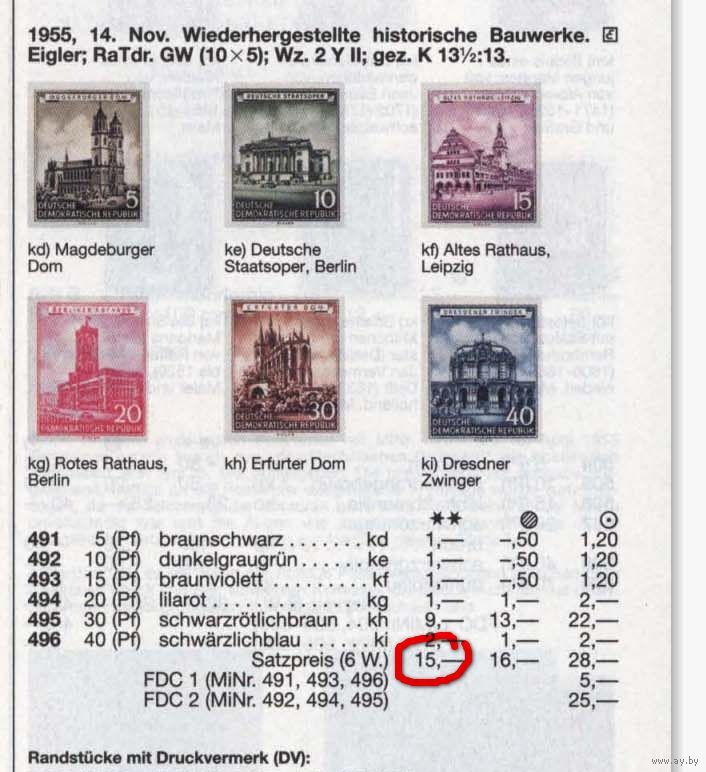 1955, 14. Nov. Wiederhergestellte historische Bauwerke. E
Eigler; RaTdr. GW (10×5); Wz. 2 Y II; gez. K 13½:13.
MAGDEBURGER DOM
5
DEUTSCHE
DEMOKRATISCHE REPUBLIK
DEUTSCHE STAATSOPER
10
DEUTSCHE
DEMOKRATISCHE REPUBLIK
ALTES RATHAUS LEIPZIG
15
DEUTSCHE
DEMOKRATISCHE REPUBLIK
kd) Magdeburger
Dom
ke) Deutsche
Staatsoper, Berlin
kf) Altes Rathaus,
Leipzig
BERLINER RATHAUS
20
DEUTSCHE
DEMOKRATISCHE REPUBLIK
ERFURTER DOM
30
DEUTSCHE
DEMOKRATISCHE REPUBLIK
DRESDENER ZWINGER
40
DEUTSCHE
DEMOKRATISCHE REPUBLIK
kg) Rotes Rathaus,
Berlin
kh) Erfurter Dom
ki) Dresdner
Zwinger
491 5 (Pf) braunschwarz . . . . . . . kd 1,— –,50 1,20
492 10 (Pf) dunkelgraugrün . . . . . ke 1,— –,50 1,20
493 15 (Pf) braunviolett . . . . . . . . kf 1,— –,50 1,20
494 20 (Pf) lilarot . . . . . . . . . . . . . kg 1,— 1,— 2,—
495 30 (Pf) schwarzrötlichbraun . kh 9,— 13,— 22,—
496 40 (Pf) schwärzlichblau . . . . . ki 2,— 1,— 2,—
Satzpreis (6 W.) 15,— 16,— 28,—
FDC 1 (MiNr. 491, 493, 496) 5,—
FDC 2 (MiNr. 492, 494, 495) 25,—
Randstücke mit Druckvermerk (DV):
www.ay.by